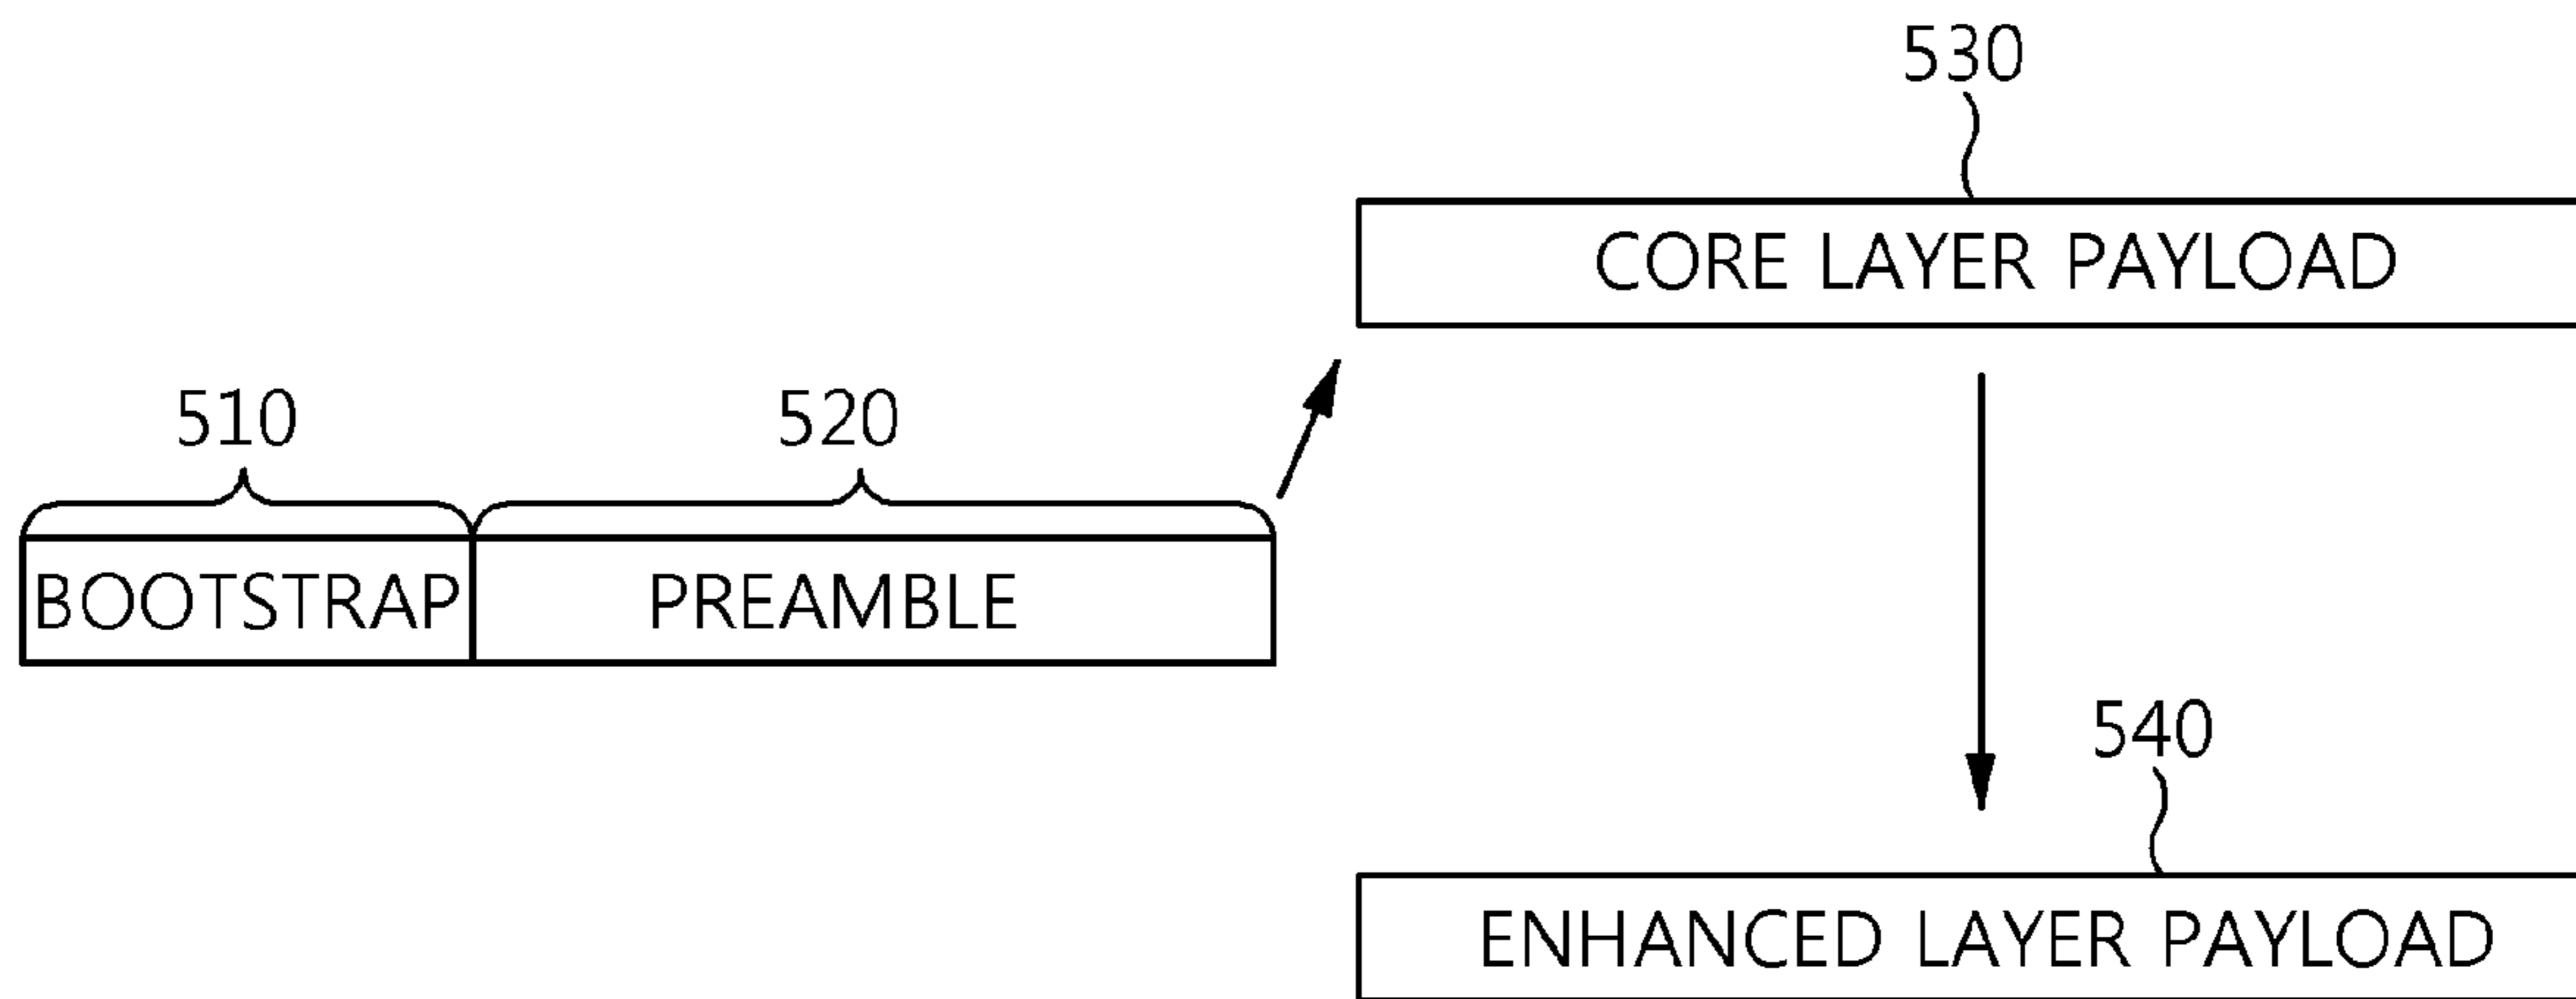 530
CORE LAYER PAYLOAD
510
520
BOOTSTRAP
PREAMBLE
540
ENHANCED LAYER PAYLOAD